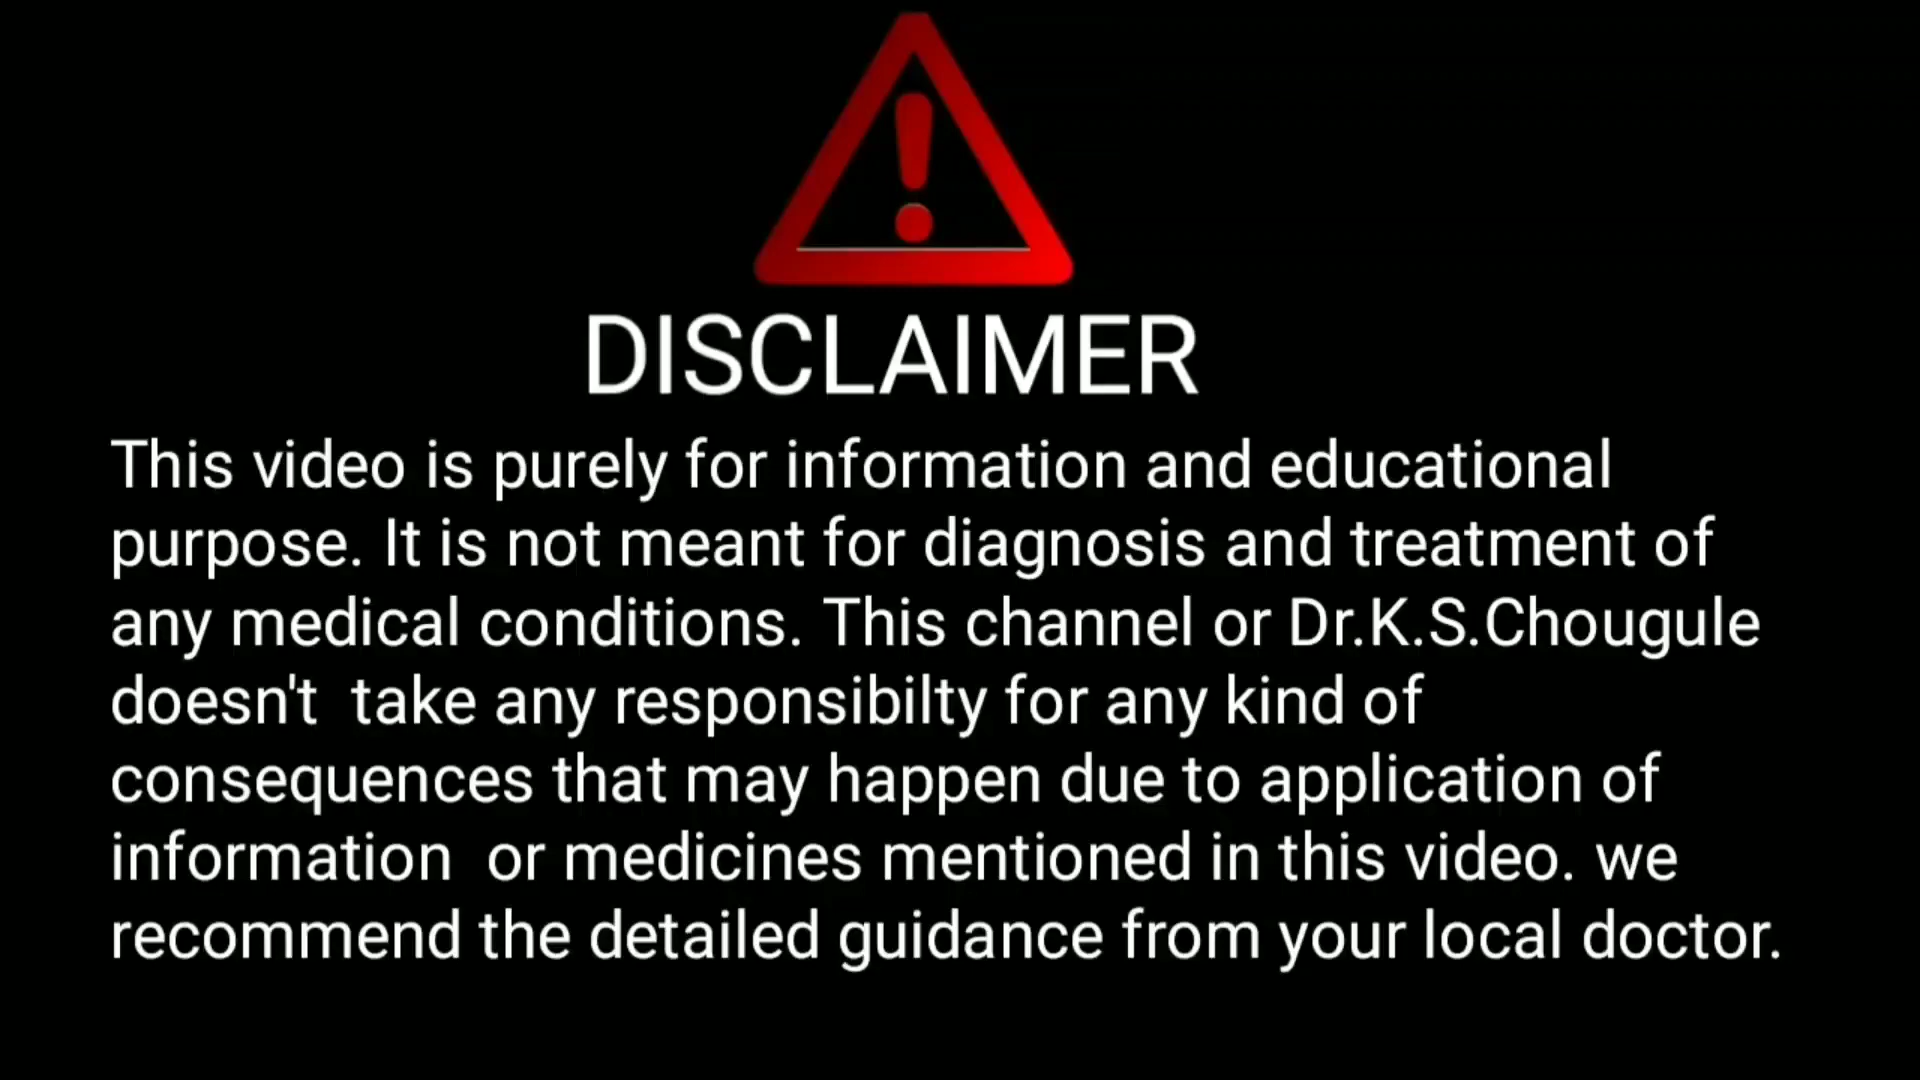 DISCLAIMER
This video is purely for information and educational
purpose. It is not meant for diagnosis and treatment of
any medical conditions. This channel or Dr.K.S.Chougule
doesn't  take any responsibilty for any kind of
consequences that may happen due to application of
information  or medicines mentioned in this video. we
recommend the detailed guidance from your local doctor.